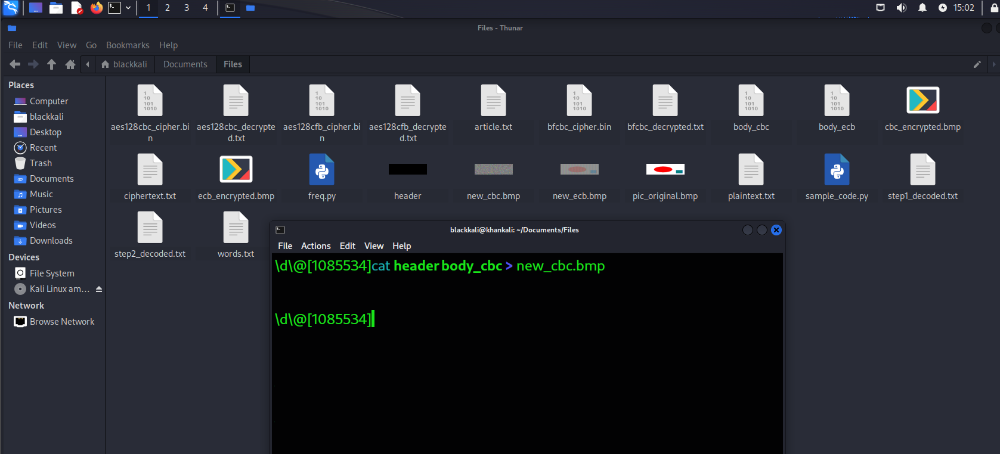 1 2 3 4 15:02
Files - Thunar
File Edit View Go Bookmarks Help
blackkali Documents Files
Places
Computer
blackkali
Desktop
Recent
Trash
Documents
Music
Pictures
Videos
Downloads
Devices
File System
Kali Linux am...
Network
Browse Network
aes128cbc_cipher.bi
n
aes128cbc_decrypte
d.txt
aes128cfb_cipher.bi
n
aes128cfb_decrypte
d.txt
article.txt
bfcbc_cipher.bin
bfcbc_decrypted.txt
body_cbc
body_ecb
cbc_encrypted.bmp
ciphertext.txt
ecb_encrypted.bmp
freq.py
header
new_cbc.bmp
new_ecb.bmp
pic_original.bmp
plaintext.txt
sample_code.py
step1_decoded.txt
step2_decoded.txt
words.txt
blackkali@khankali: ~/Documents/Files
File Actions Edit View Help
\d\@[1085534]cat header body_cbc > new_cbc.bmp
\d\@[1085534]